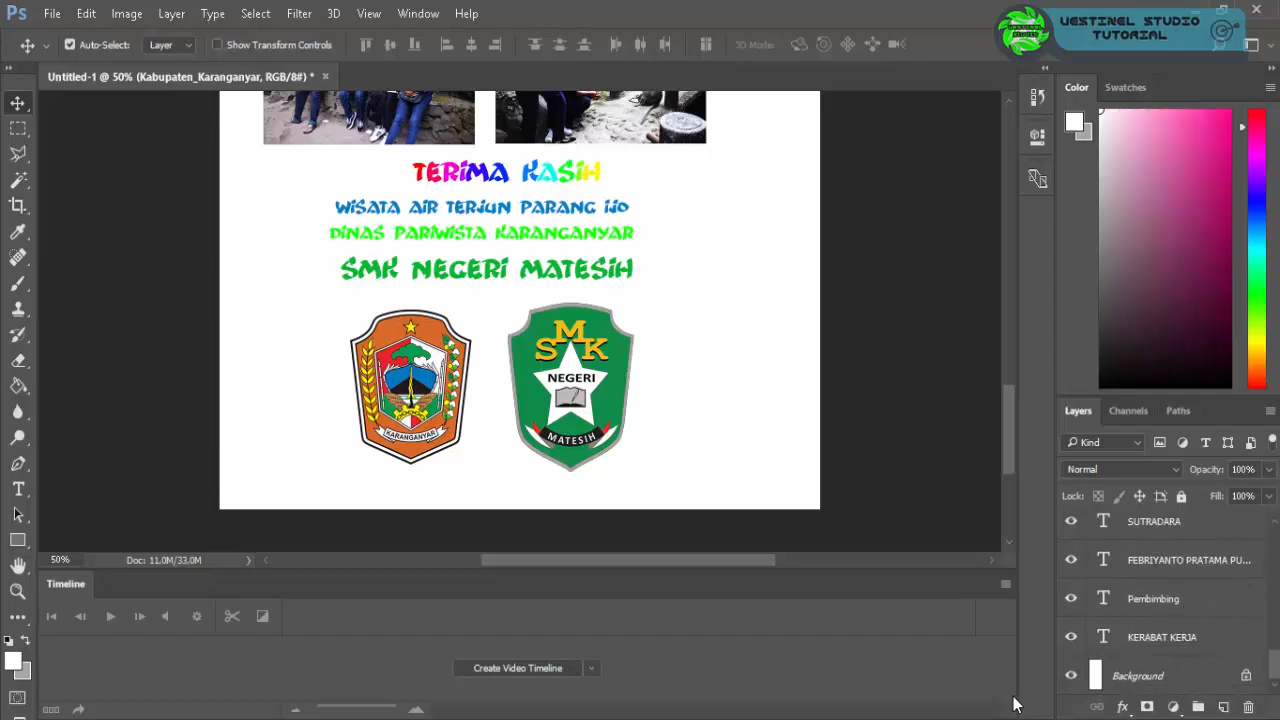 Ps File Edit Image Layer Type Select Filter 3D View Window Help
VESTINEL STUDIO
TUTORIAL
Auto-Select: Layer Show Transform Controls 3D Mode:
Untitled-1 @ 50% (Kabupaten_Karanganyar, RGB/8#) * ×
Color Swatches
TERIMA KASIH
WISATA AIR TERJUN PARANG IJO
DINAS PARIWISTA KARANGANYAR
SMK NEGERI MATESIH
KARANGANYAR
SMK
NEGERI
MATESIH
Layers Channels Paths
Kind
Normal Opacity: 100%
Lock: Fill: 100%
T SUTRADARA
T FEBRIYANTO PRATAMA PU...
T Pembimbing
T KERABAT KERJA
Background
50% Doc: 11.0M/33.0M
Timeline
Create Video Timeline